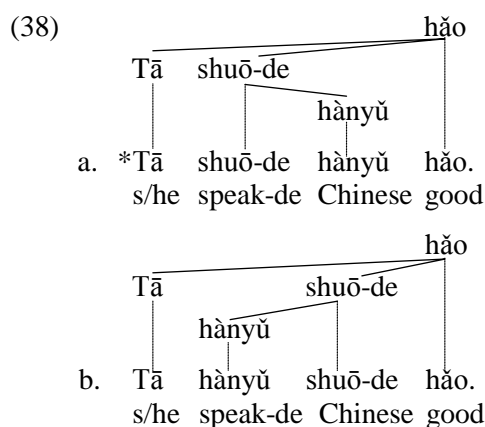 (38) hǎo
Tā shuō-de
hànyǔ
a. *Tā shuō-de hànyǔ hǎo.
s/he speak-de Chinese good
hǎo
Tā shuō-de
hànyǔ
b. Tā hànyǔ shuō-de hǎo.
s/he speak-de Chinese good